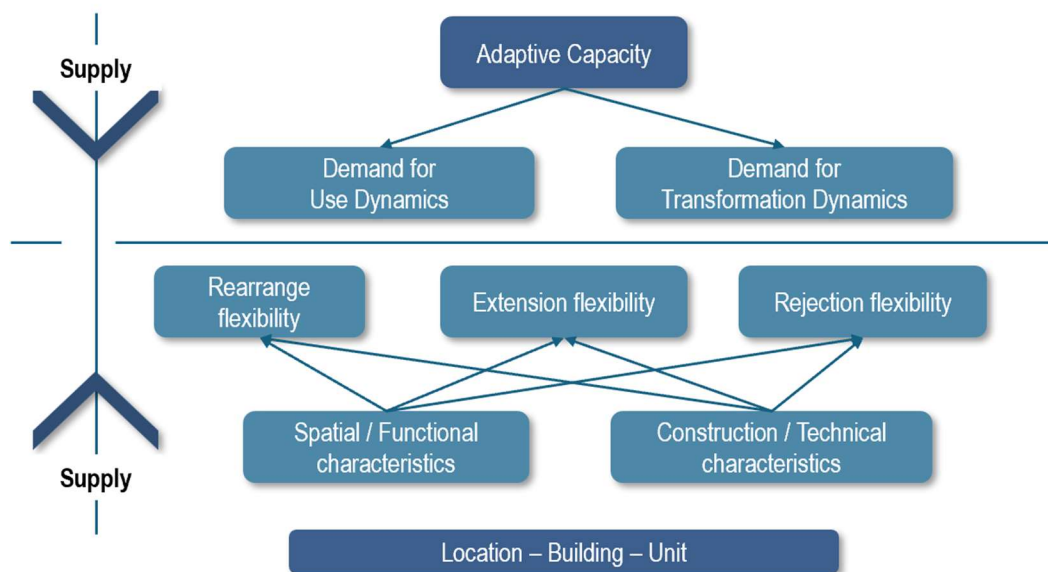 Supply
Adaptive Capacity
Demand for
Use Dynamics
Demand for
Transformation Dynamics
Rearrange
flexibility
Extension flexibility
Rejection flexibility
Spatial / Functional
characteristics
Construction / Technical
characteristics
Supply
Location – Building – Unit